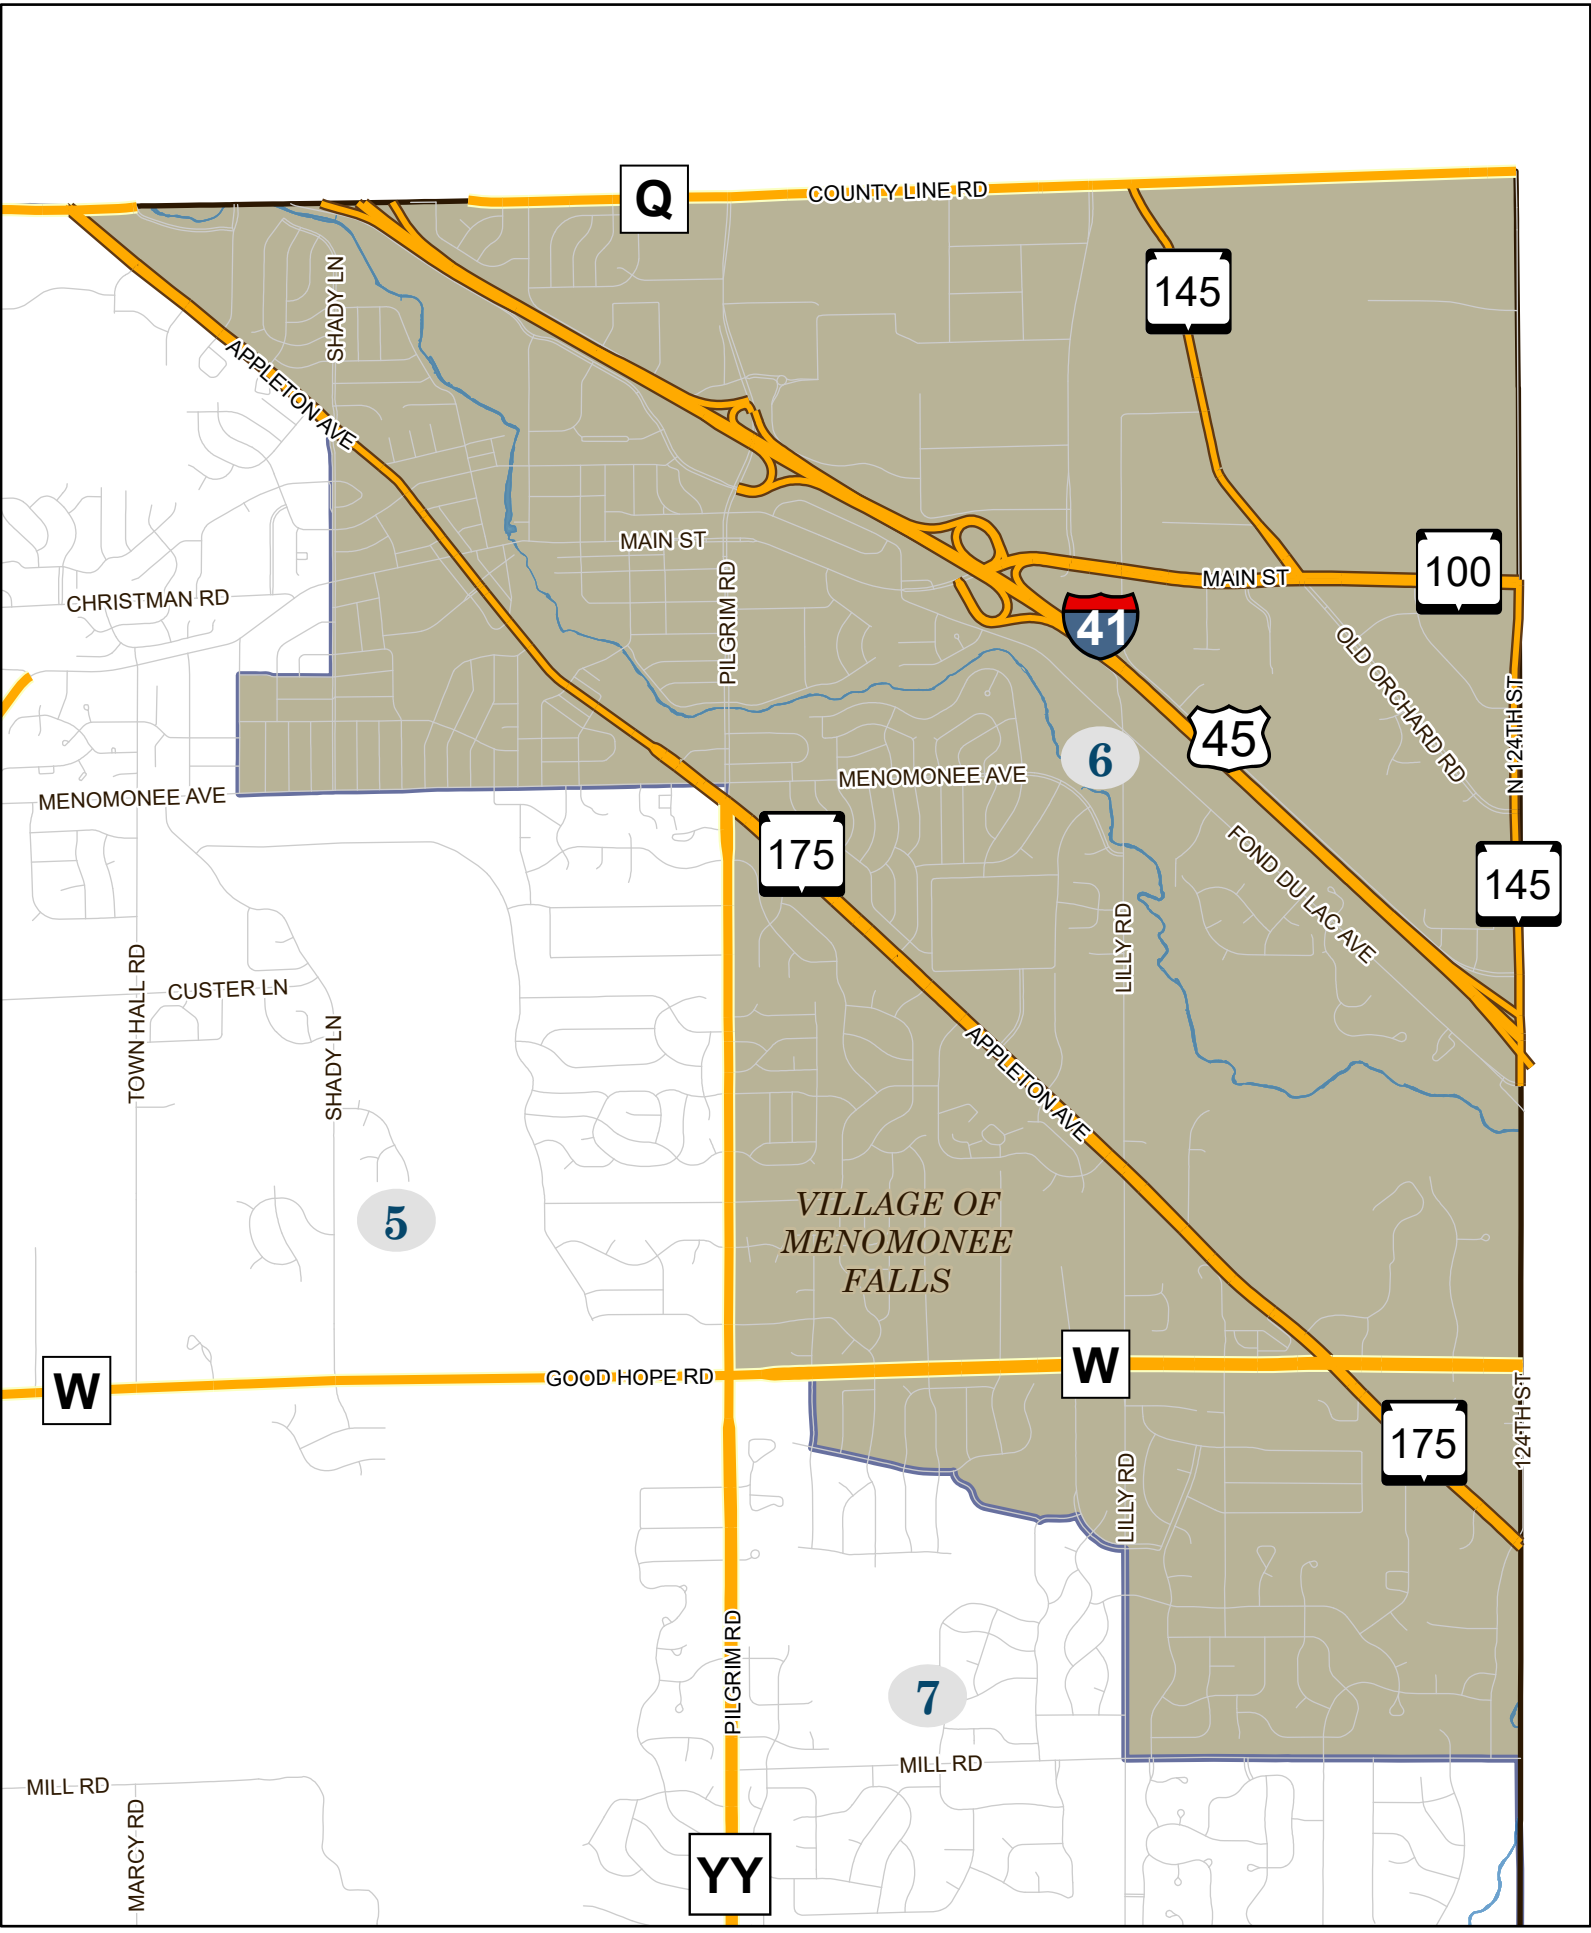 Q
COUNTY LINE RD
145
SHADY LN
APPLETON AVE
MAIN ST
PILGRIM RD
MAIN ST
100
CHRISTMAN RD
41
OLD ORCHARD RD
N 124TH ST
45
6
MENOMONEE AVE
MENOMONEE AVE
175
FOND DU LAC AVE
145
LILLY RD
TOWN HALL RD
CUSTER LN
SHADY LN
APPLETON AVE
5
VILLAGE OF
MENOMONEE
FALLS
W
GOOD HOPE RD
W
124TH ST
175
LILLY RD
PILGRIM RD
7
MILL RD
MILL RD
MARCY RD
YY